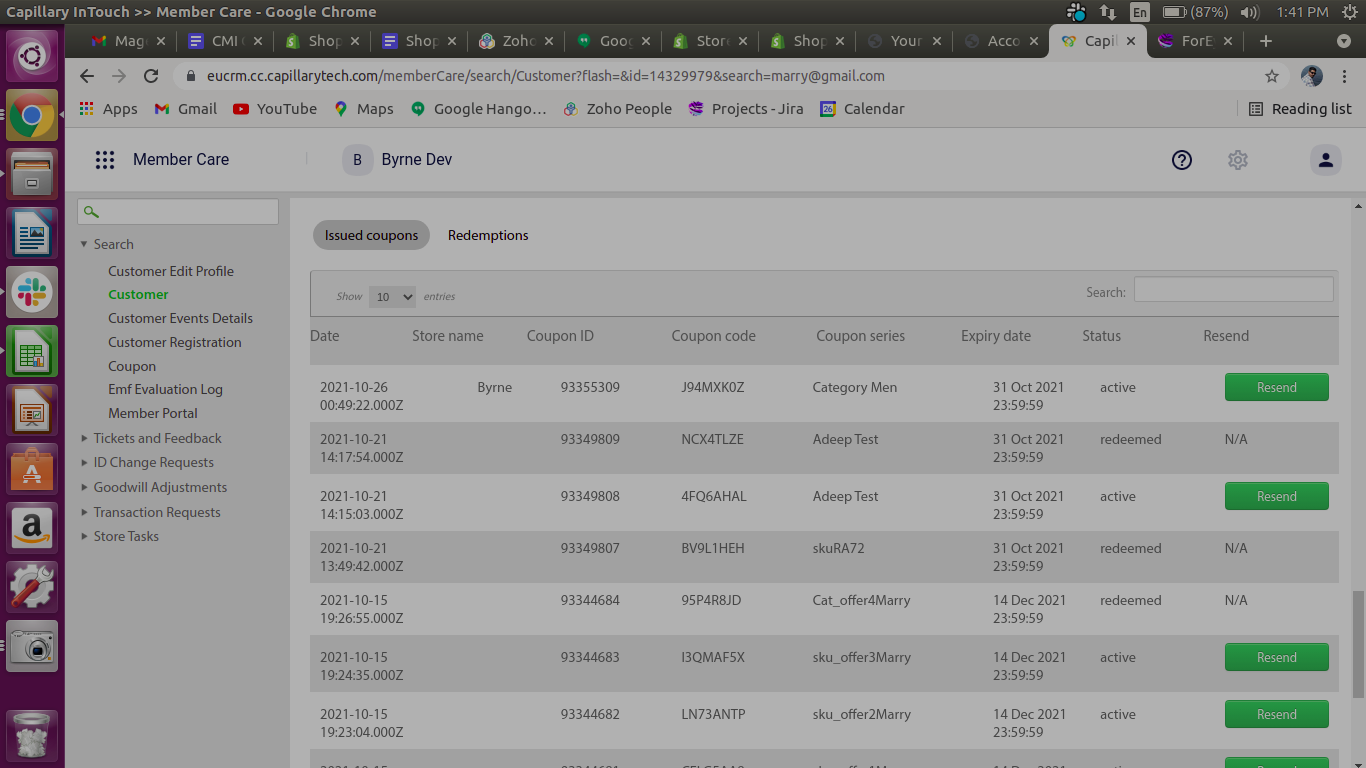 Capillary InTouch >> Member Care - Google Chrome
En (87%) 1:41 PM
Mag CMI Shop Shop Zoho Goog Store Shop Your Acco Capil ForE
eucrm.cc.capillarytech.com/memberCare/search/Customer?flash=&id=14329979&search=marry@gmail.com
Apps Gmail YouTube Maps Google Hango... Zoho People Projects - Jira 26 Calendar Reading list
Member Care B Byrne Dev
Search
Customer Edit Profile
Customer
Customer Events Details
Customer Registration
Coupon
Emf Evaluation Log
Member Portal
Tickets and Feedback
ID Change Requests
Goodwill Adjustments
Transaction Requests
Store Tasks
Issued coupons Redemptions
Show 10 entries Search:
Date Store name Coupon ID Coupon code Coupon series Expiry date Status Resend
2021-10-26 Byrne 93355309 J94MXK0Z Category Men 31 Oct 2021 active Resend
00:49:22.000Z 23:59:59
2021-10-21 93349809 NCX4TLZE Adeep Test 31 Oct 2021 redeemed N/A
14:17:54.000Z 23:59:59
2021-10-21 93349808 4FQ6AHAL Adeep Test 31 Oct 2021 active Resend
14:15:03.000Z 23:59:59
2021-10-21 93349807 BV9L1HEH skuRA72 31 Oct 2021 redeemed N/A
13:49:42.000Z 23:59:59
2021-10-15 93344684 95P4R8JD Cat_offer4Marry 14 Dec 2021 redeemed N/A
19:26:55.000Z 23:59:59
2021-10-15 93344683 I3QMAF5X sku_offer3Marry 14 Dec 2021 active Resend
19:24:35.000Z 23:59:59
2021-10-15 93344682 LN73ANTP sku_offer2Marry 14 Dec 2021 active Resend
19:23:04.000Z 23:59:59